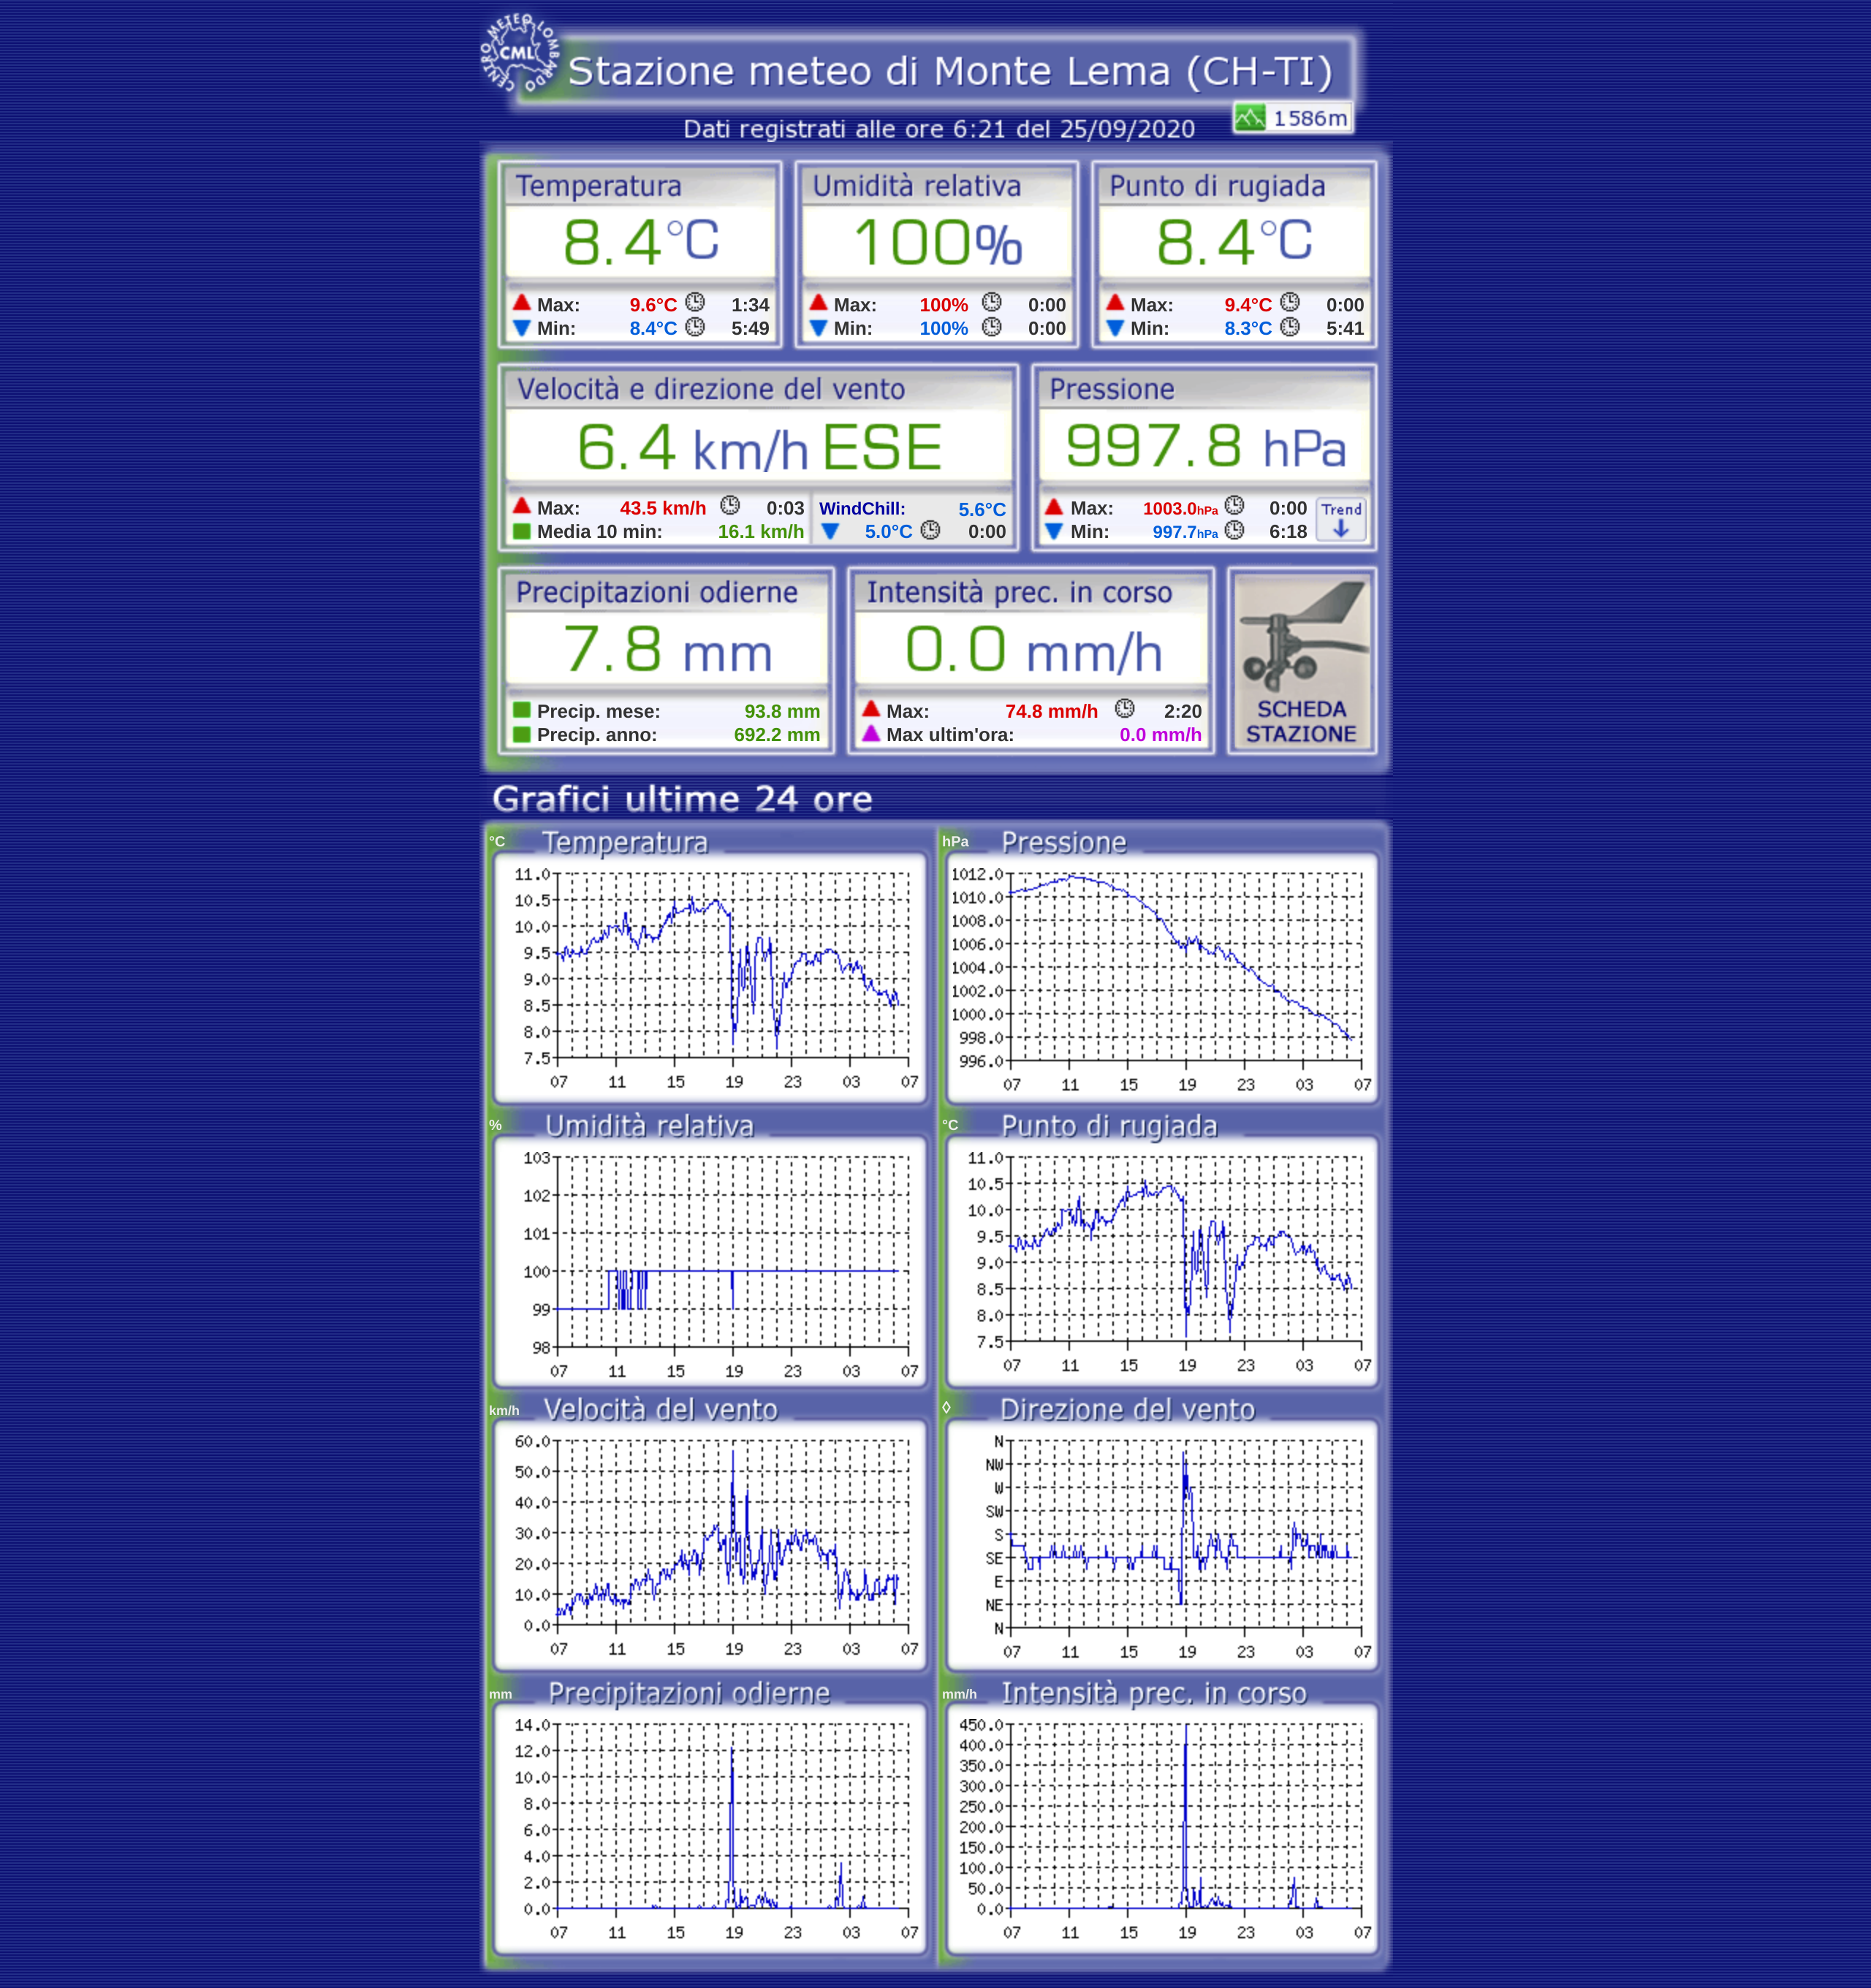 CENTRO METEO LOMBARDO
CML
Stazione meteo di Monte Lema (CH-TI)
1586m
Dati registrati alle ore 6:21 del 25/09/2020
Temperatura Umidità relativa Punto di rugiada
8.4°C 100% 8.4°C
Max: 9.6°C 1:34 Max: 100% 0:00 Max: 9.4°C 0:00
Min: 8.4°C 5:49 Min: 100% 0:00 Min: 8.3°C 5:41
Velocità e direzione del vento Pressione
6.4 km/h ESE 997.8 hPa
Max: 43.5 km/h 0:03 WindChill: 5.6°C Max: 1003.0hPa 0:00 Trend
Media 10 min: 16.1 km/h 5.0°C 0:00 Min: 997.7hPa 6:18
Precipitazioni odierne Intensità prec. in corso
7.8 mm 0.0 mm/h
Precip. mese: 93.8 mm Max: 74.8 mm/h 2:20 SCHEDA
Precip. anno: 692.2 mm Max ultim'ora: 0.0 mm/h STAZIONE
Grafici ultime 24 ore
°C Temperatura
11.0
10.5
10.0
9.5
9.0
8.5
8.0
7.5
07 11 15 19 23 03 07
hPa Pressione
1012.0
1010.0
1008.0
1006.0
1004.0
1002.0
1000.0
998.0
996.0
07 11 15 19 23 03 07
% Umidità relativa
103
102
101
100
99
98
07 11 15 19 23 03 07
°C Punto di rugiada
11.0
10.5
10.0
9.5
9.0
8.5
8.0
7.5
07 11 15 19 23 03 07
km/h Velocità del vento
60.0
50.0
40.0
30.0
20.0
10.0
0.0
07 11 15 19 23 03 07
◊ Direzione del vento
N
NW
W
SW
S
SE
E
NE
N
07 11 15 19 23 03 07
mm Precipitazioni odierne
14.0
12.0
10.0
8.0
6.0
4.0
2.0
0.0
07 11 15 19 23 03 07
mm/h Intensità prec. in corso
450.0
400.0
350.0
300.0
250.0
200.0
150.0
100.0
50.0
0.0
07 11 15 19 23 03 07